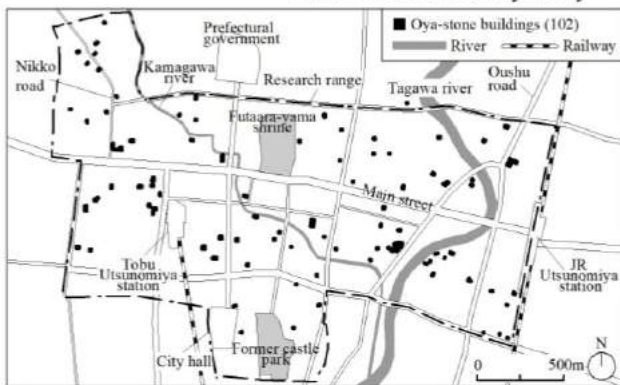 Oya-stone buildings (102)
River
Railway
Prefectural
government
Nikko
road
Kamagawa
river
Research range
Tagawa river
Oushu
road
Futaara-yama
shrine
Main street
Tobu
Utsunomiya
station
JR
Utsunomiya
station
City hall
Former castle
park
0
500m
N